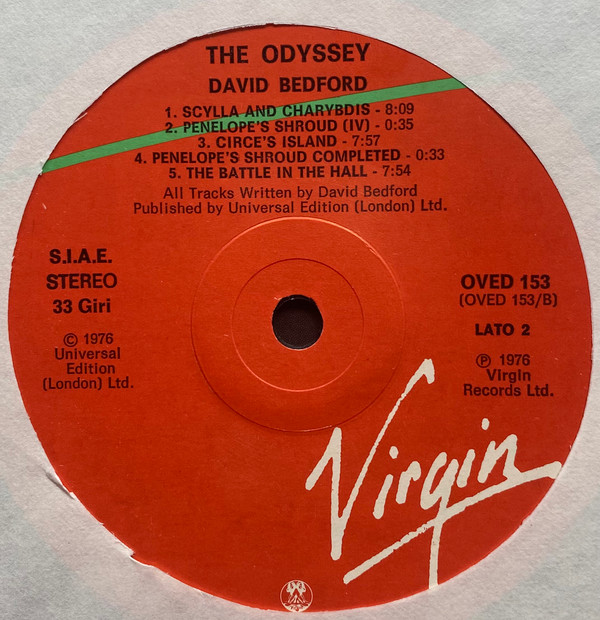 THE ODYSSEY
DAVID BEDFORD
1. SCYLLA AND CHARYBDIS - 8:09
2. PENELOPE'S SHROUD (IV) - 0:35
3. CIRCE'S ISLAND - 7:57
4. PENELOPE'S SHROUD COMPLETED - 0:33
5. THE BATTLE IN THE HALL - 7:54
All Tracks Written by David Bedford
Published by Universal Edition (London) Ltd.
S.I.A.E.
STEREO
33 Giri
© 1976
Universal
Edition
(London) Ltd.
OVED 153
(OVED 153/B)
LATO 2
℗ 1976
Virgin
Records Ltd.
Virgin